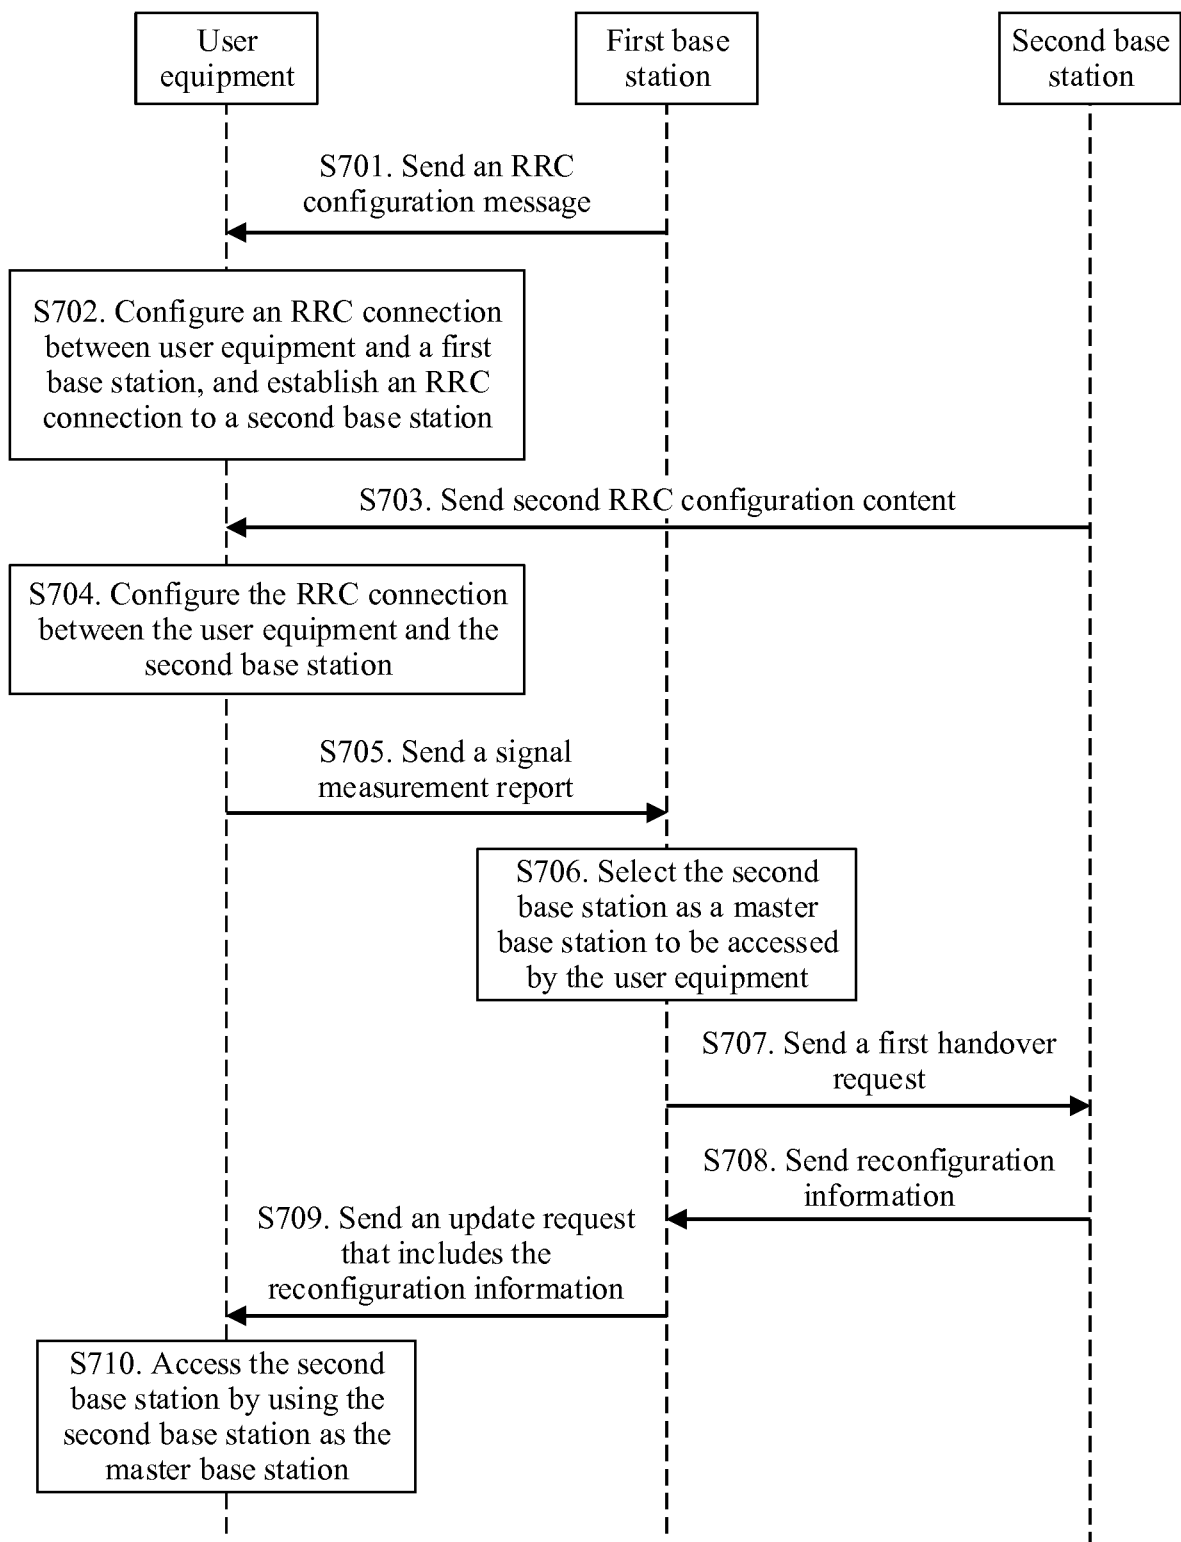 User
equipment
First base
station
Second base
station
S701. Send an RRC
configuration message
S702. Configure an RRC connection
between user equipment and a first
base station, and establish an RRC
connection to a second base station
S703. Send second RRC configuration content
S704. Configure the RRC connection
between the user equipment and the
second base station
S705. Send a signal
measurement report
S706. Select the second
base station as a master
base station to be accessed
by the user equipment
S707. Send a first handover
request
S708. Send reconfiguration
information
S709. Send an update request
that includes the
reconfiguration information
S710. Access the second
base station by using the
second base station as the
master base station